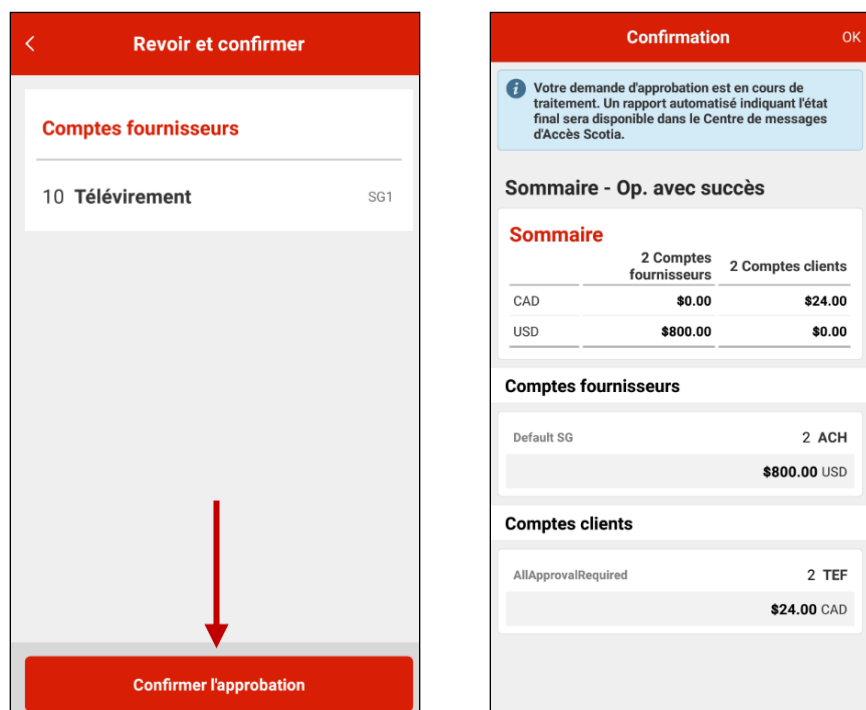 Revoir et confirmer
Comptes fournisseurs
10 Télévirement SG1
Confirmer l'approbation
Confirmation OK
Votre demande d'approbation est en cours de
traitement. Un rapport automatisé indiquant l'état
final sera disponible dans le Centre de messages
d'Accès Scotia.
Sommaire - Op. avec succès
Sommaire
2 Comptes
fournisseurs 2 Comptes clients
CAD $0.00 $24.00
USD $800.00 $0.00
Comptes fournisseurs
Default SG 2 ACH
$800.00 USD
Comptes clients
AllApprovalRequired 2 TEF
$24.00 CAD